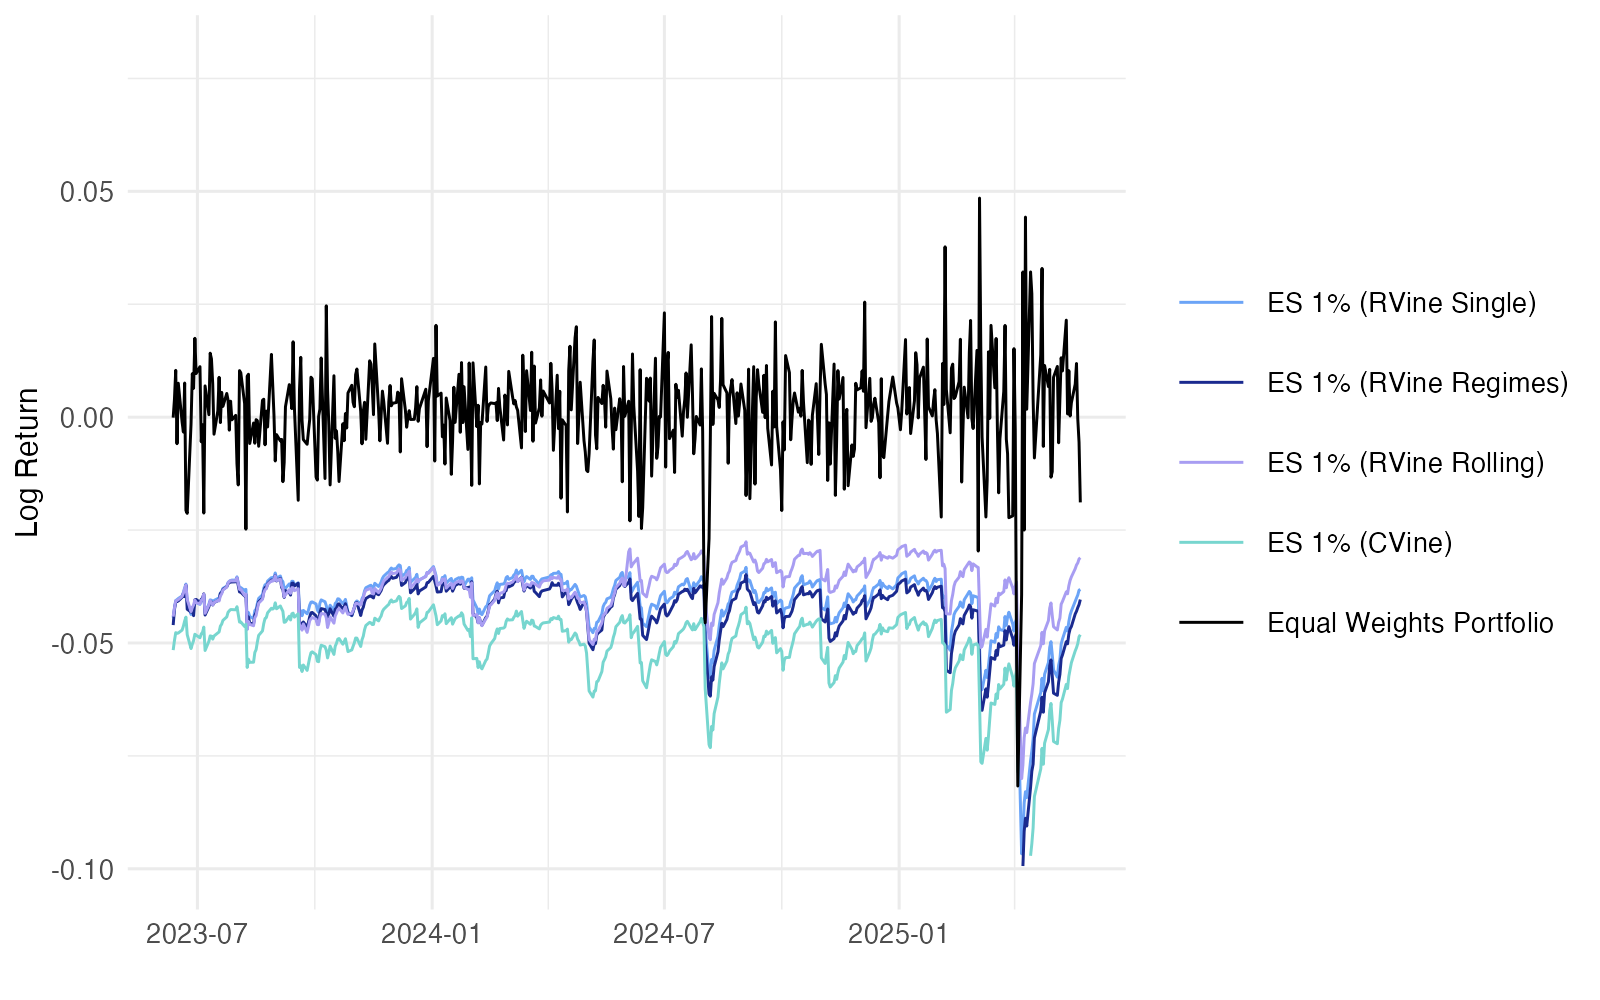 0.05
0.00
-0.05
-0.10
Log Return
2023-07
2024-01
2024-07
2025-01
ES 1% (RVine Single)
ES 1% (RVine Regimes)
ES 1% (RVine Rolling)
ES 1% (CVine)
Equal Weights Portfolio